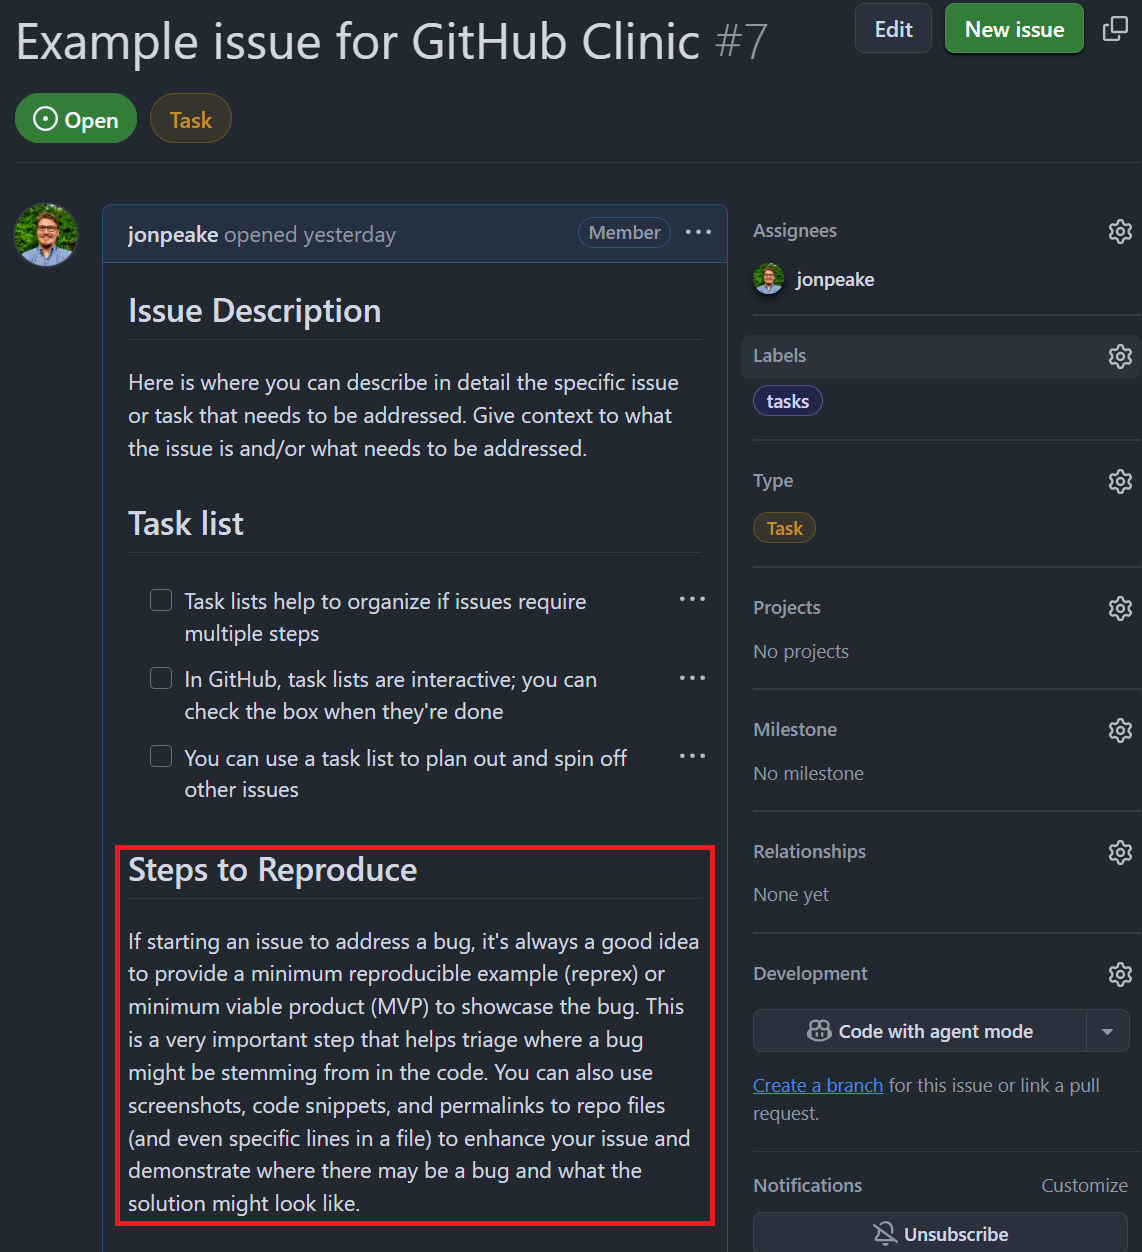 Example issue for GitHub Clinic #7
Edit
New issue
Open
Task
jonpeake opened yesterday
Member
Issue Description
Here is where you can describe in detail the specific issue
or task that needs to be addressed. Give context to what
the issue is and/or what needs to be addressed.
Task list
Task lists help to organize if issues require
multiple steps
In GitHub, task lists are interactive; you can
check the box when they're done
You can use a task list to plan out and spin off
other issues
Steps to Reproduce
If starting an issue to address a bug, it's always a good idea
to provide a minimum reproducible example (reprex) or
minimum viable product (MVP) to showcase the bug. This
is a very important step that helps triage where a bug
might be stemming from in the code. You can also use
screenshots, code snippets, and permalinks to repo files
(and even specific lines in a file) to enhance your issue and
demonstrate where there may be a bug and what the
solution might look like.
Assignees
jonpeake
Labels
tasks
Type
Task
Projects
No projects
Milestone
No milestone
Relationships
None yet
Development
Code with agent mode
Create a branch for this issue or link a pull
request.
Notifications
Customize
Unsubscribe